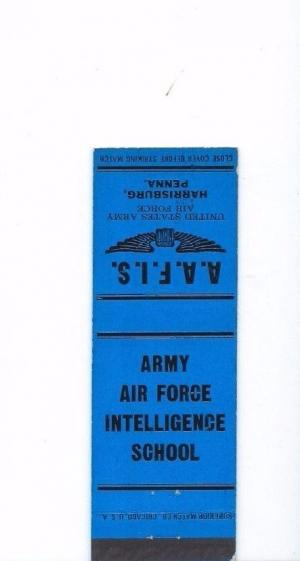 CLOSE COVER BEFORE STRIKING MATCH
A.A.F.I.S.
UNITED STATES ARMY
AIR FORCE
HARRISBURG,
PENNA.
ARMY
AIR FORCE
INTELLIGENCE
SCHOOL
SUPERIOR MATCH CO., CHICAGO, U.S.A.